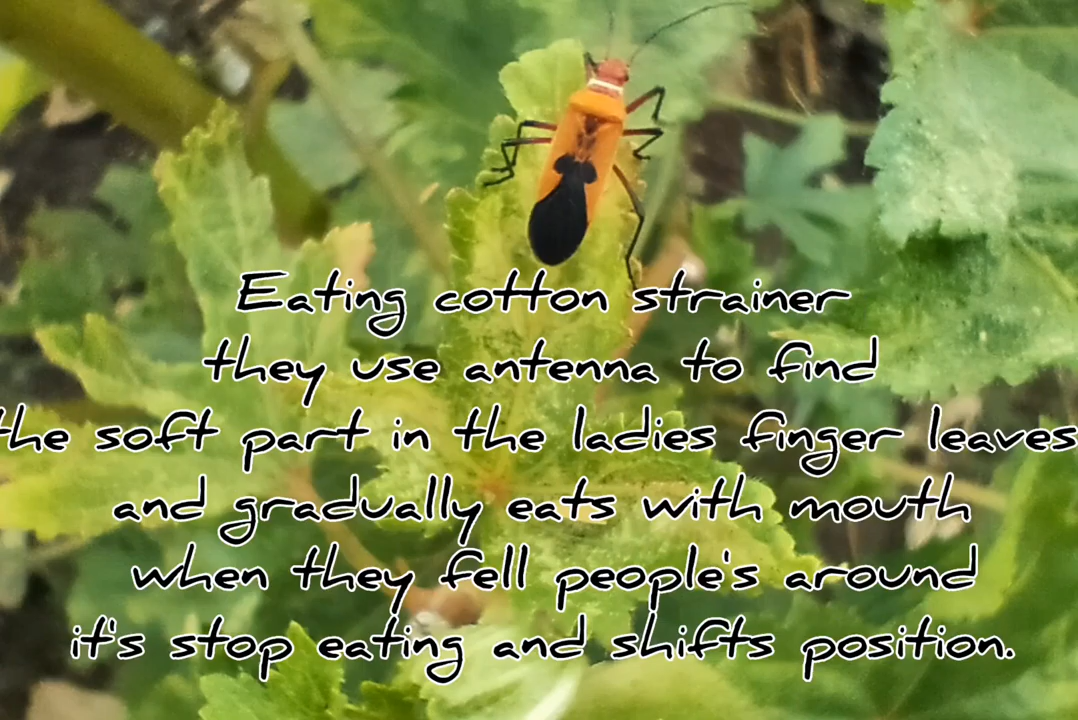 Eating cotton strainer
they use antenna to find
the soft part in the ladies finger leaves
and gradually eats with mouth
when they fell people's around
it's stop eating and shifts position.